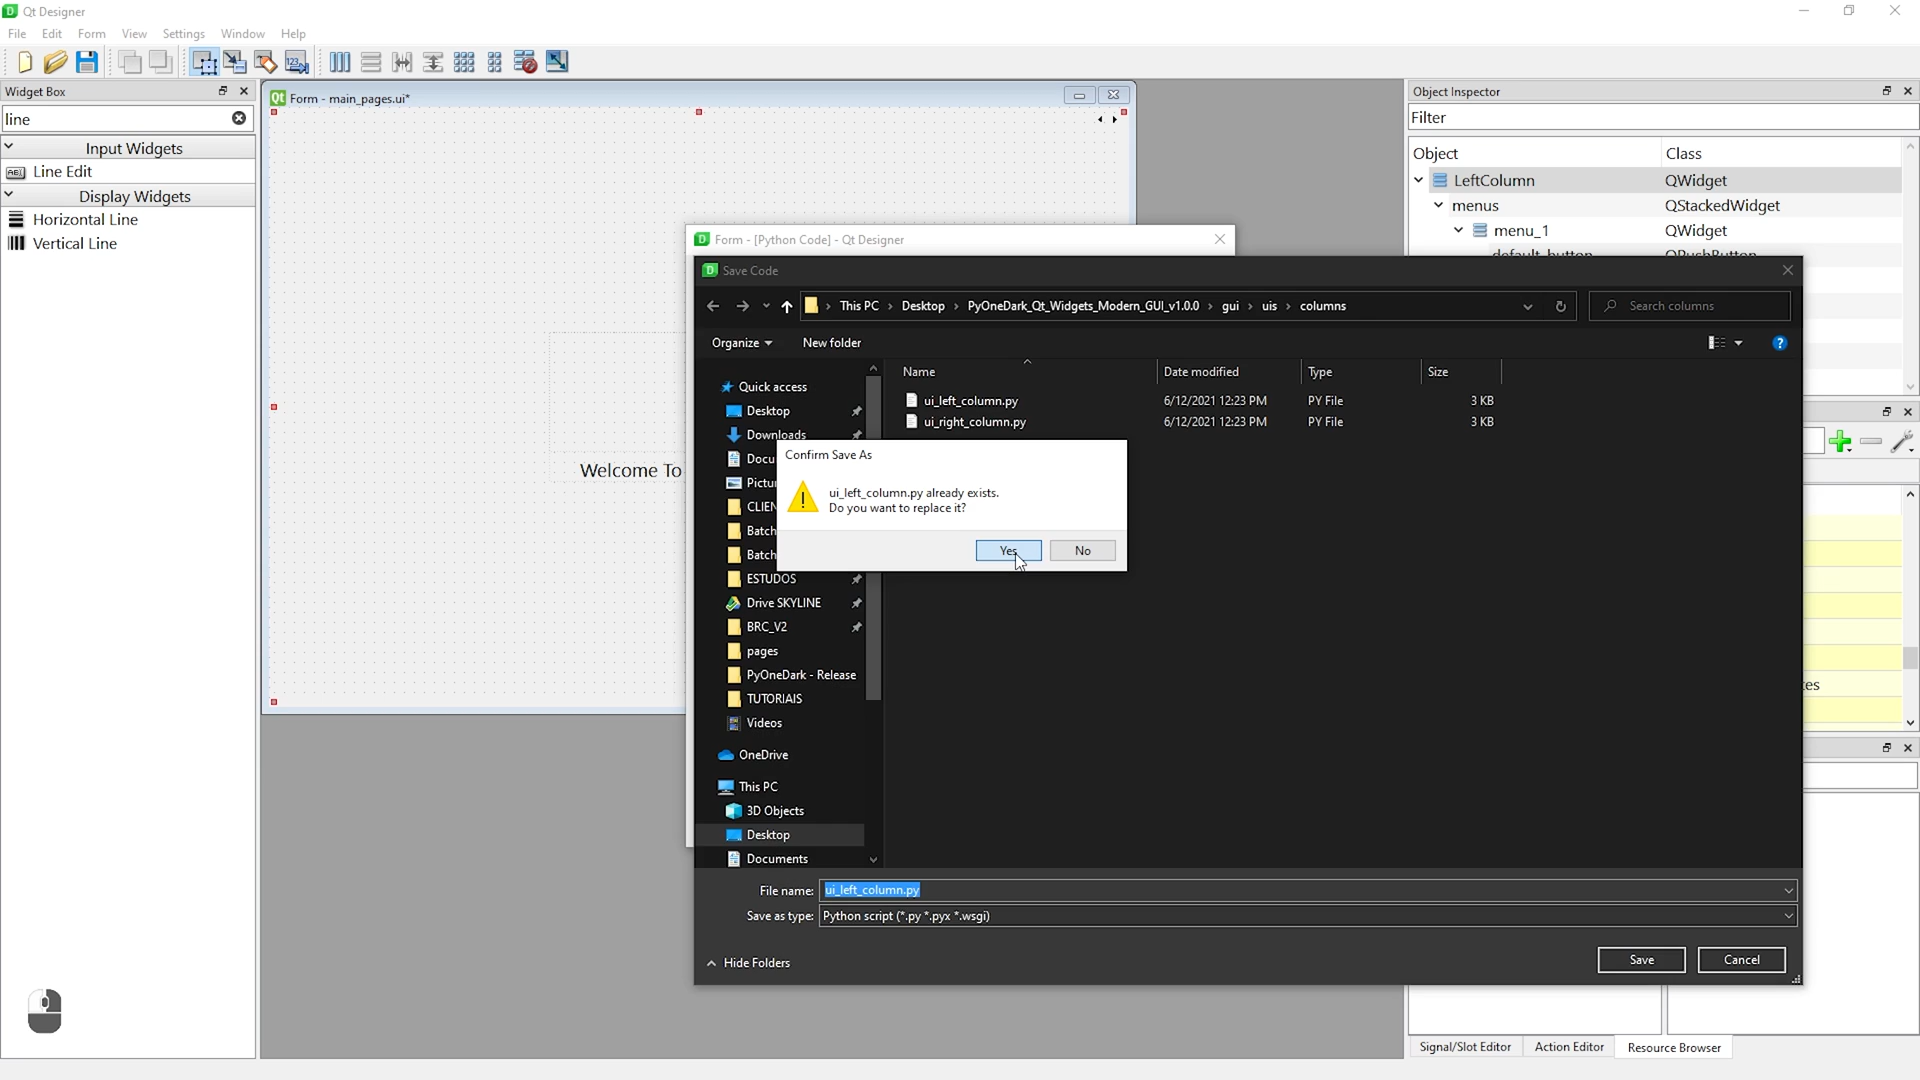 Qt Designer
File Edit Form View Settings Window Help
Widget Box
line
Input Widgets
Line Edit
Display Widgets
Horizontal Line
Vertical Line
Form - main_pages.ui*
Welcome To
Form - [Python Code] - Qt Designer
Save Code
This PC > Desktop > PyOneDark_Qt_Widgets_Modern_GUI_v1.0.0 > gui > uis > columns
Search columns
Organize New folder
Name Date modified Type Size
ui_left_column.py 6/12/2021 12:23 PM PY File 3 KB
ui_right_column.py 6/12/2021 12:23 PM PY File 3 KB
Quick access
Desktop
Downloads
Docu
Pictur
CLIEN
Batch
Batch
ESTUDOS
Drive SKYLINE
BRC_V2
pages
PyOneDark - Release
TUTORIAIS
Videos
OneDrive
This PC
3D Objects
Desktop
Documents
Confirm Save As
ui_left_column.py already exists.
Do you want to replace it?
Yes No
File name: ui_left_column.py
Save as type: Python script (*.py *.pyx *.wsgi)
Hide Folders
Save Cancel
Object Inspector
Filter
Object Class
LeftColumn QWidget
menus QStackedWidget
menu_1 QWidget
default_button QPushButton
Signal/Slot Editor Action Editor Resource Browser